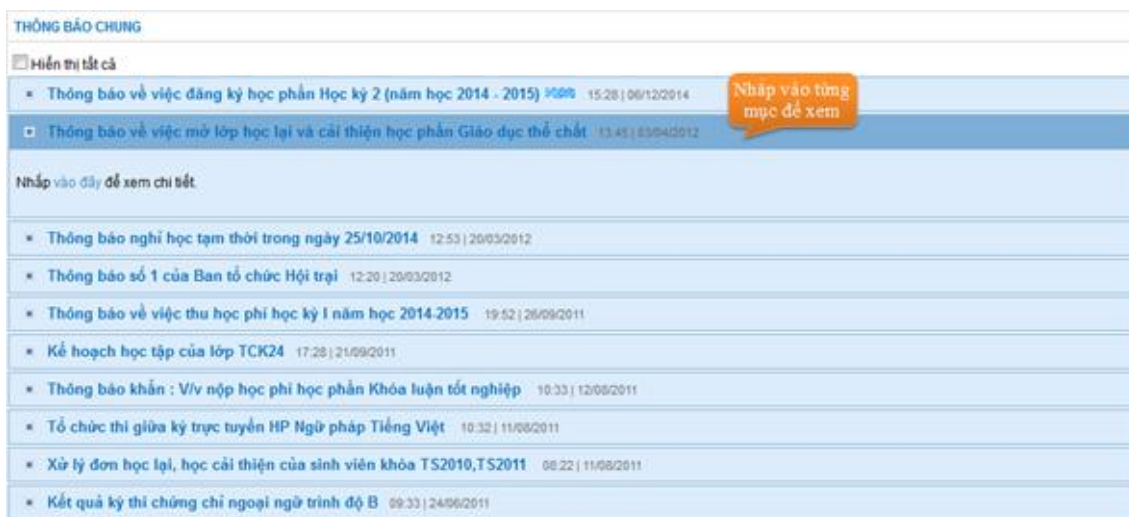 THÔNG BÁO CHUNG
Hiển thị tất cả
Thông báo về việc đăng ký học phần Học kỳ 2 (năm học 2014 - 2015) 15:28 | 06/12/2014
Nhấp vào từng
mục để xem
Thông báo về việc mở lớp học lại và cải thiện học phần Giáo dục thể chất 13:45 | 03/04/2012
Nhấp vào đây để xem chi tiết.
Thông báo nghỉ học tạm thời trong ngày 25/10/2014 12:53 | 20/03/2012
Thông báo số 1 của Ban tổ chức Hội trại 12:20 | 20/03/2012
Thông báo về việc thu học phí học kỳ I năm học 2014-2015 19:52 | 26/09/2011
Kế hoạch học tập của lớp TCK24 17:28 | 21/09/2011
Thông báo khẩn : V/v nộp học phí học phần Khóa luận tốt nghiệp 10:33 | 12/08/2011
Tổ chức thi giữa kỳ trực tuyến HP Ngữ pháp Tiếng Việt 10:32 | 11/08/2011
Xử lý đơn học lại, học cải thiện của sinh viên khóa TS2010,TS2011 08:22 | 11/08/2011
Kết quả kỳ thi chứng chỉ ngoại ngữ trình độ B 09:33 | 24/06/2011